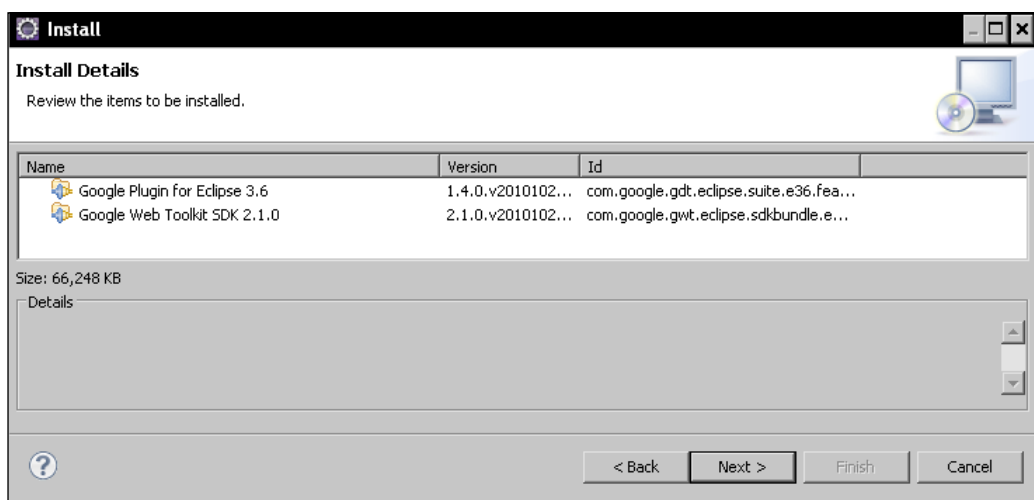 Install
Install Details
Review the items to be installed.
Name Version Id
Google Plugin for Eclipse 3.6 1.4.0.v2010102... com.google.gdt.eclipse.suite.e36.fea...
Google Web Toolkit SDK 2.1.0 2.1.0.v2010102... com.google.gwt.eclipse.sdkbundle.e...
Size: 66,248 KB
Details
< Back Next > Finish Cancel